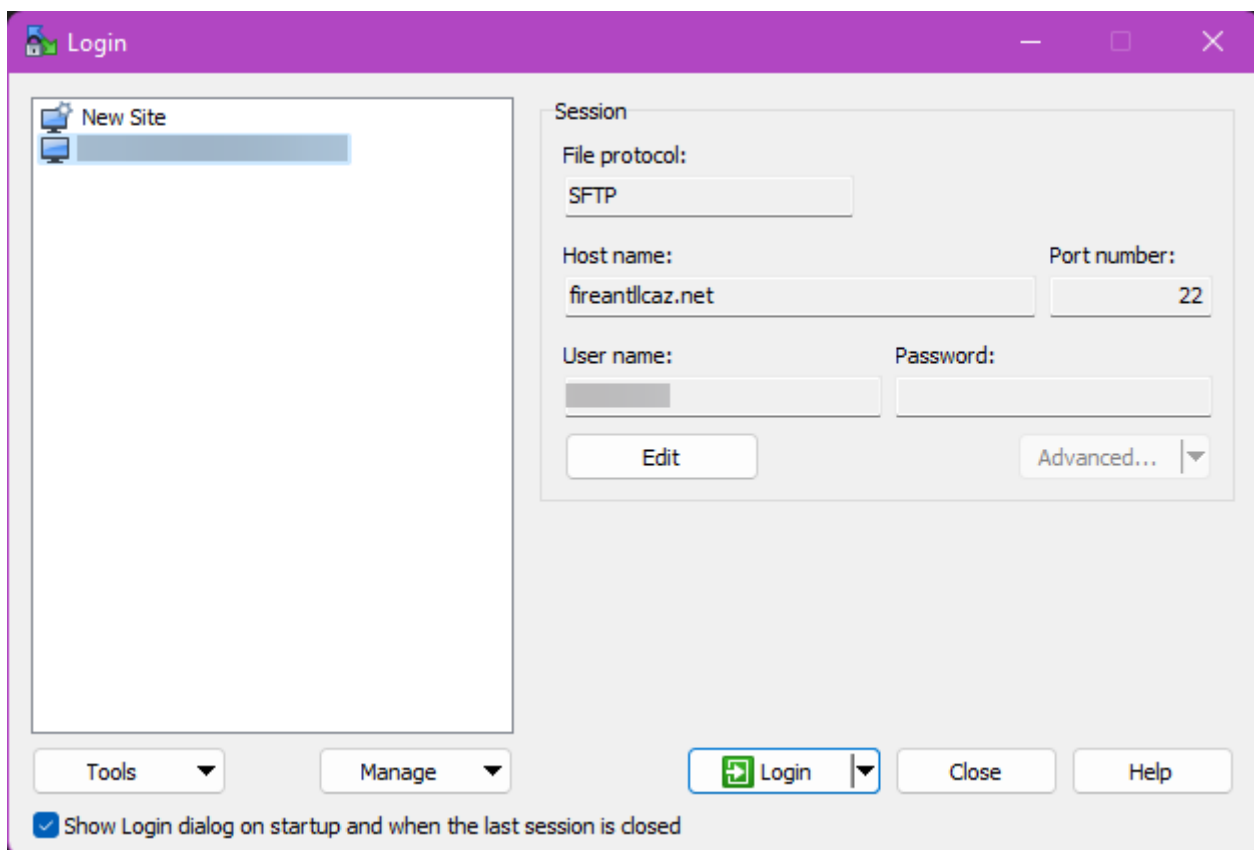 Login
New Site
Session
File protocol:
SFTP
Host name:
Port number:
fireantllcaz.net
22
User name:
Password:
Edit
Advanced...
Tools
Manage
Login
Close
Help
Show Login dialog on startup and when the last session is closed